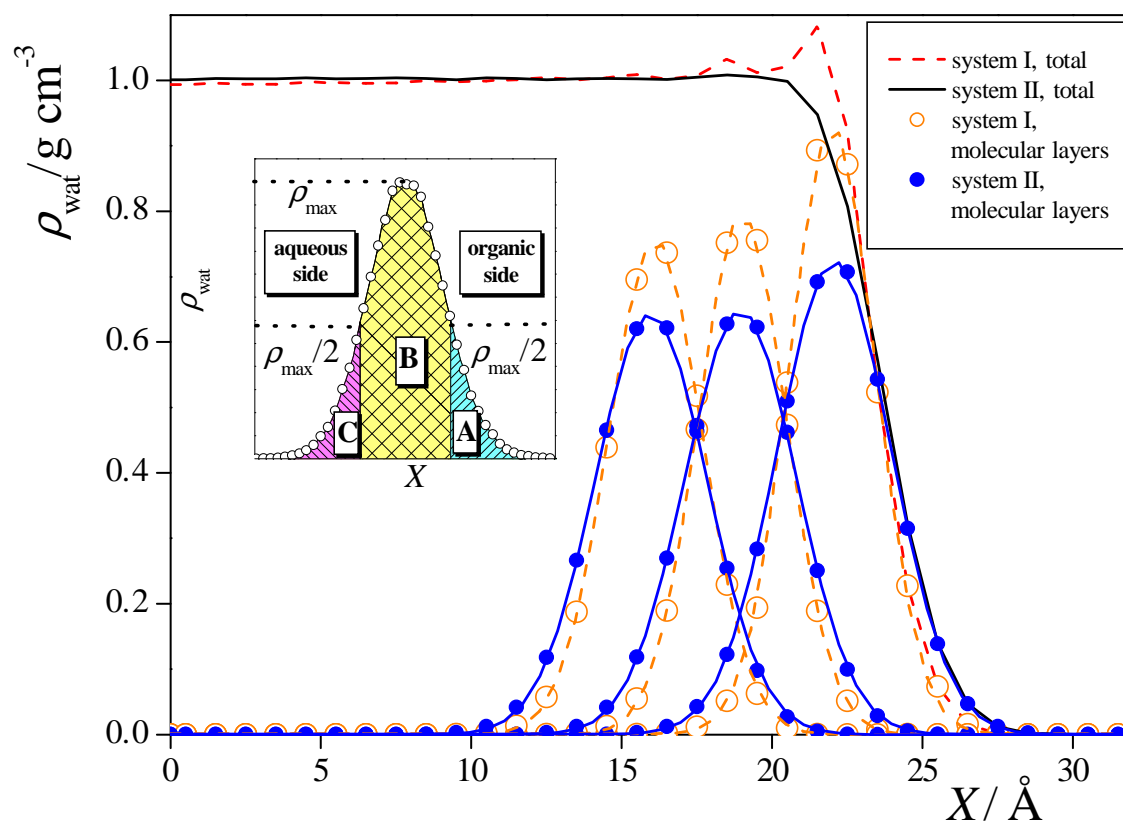 ρwat/g cm-3
1.0
0.8
0.6
0.4
0.2
0.0
0
5
10
15
20
25
30
X/ Å
system I, total
system II, total
system I,
molecular layers
system II,
molecular layers
ρmax
aqueous
side
organic
side
ρwat
ρmax/2
ρmax/2
B
C
A
X